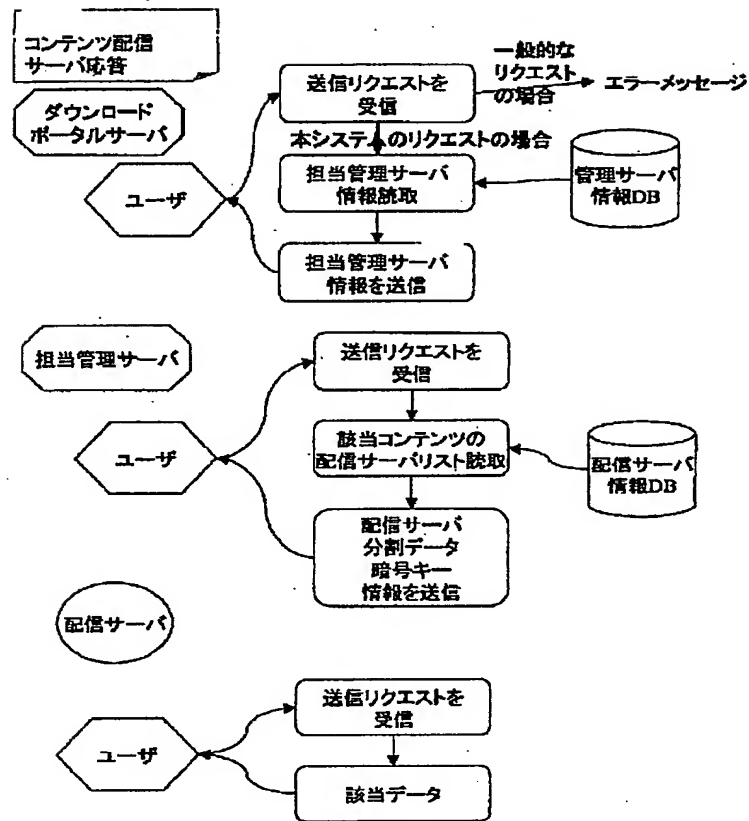 コンテンツ配信
サーバ応答
ダウンロード
ポータルサーバ
送信リクエストを
受信
一般的な
リクエスト
の場合
エラーメッセージ
本システムのリクエストの場合
ユーザ
担当管理サーバ
情報読取
管理サーバ
情報DB
担当管理サーバ
情報を送信
担当管理サーバ
送信リクエストを
受信
ユーザ
該当コンテンツの
配信サーバリスト読取
配信サーバ
情報DB
配信サーバ
分割データ
暗号キー
情報を送信
配信サーバ
送信リクエストを
受信
ユーザ
該当データ